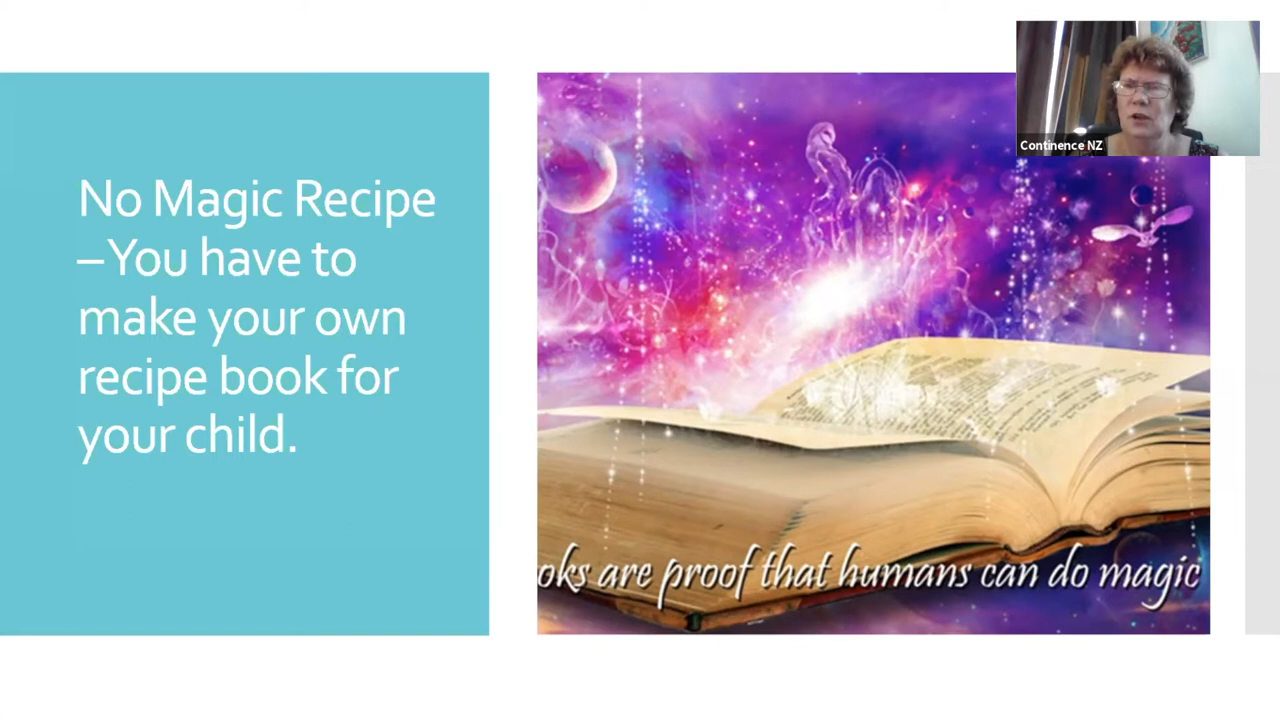 No Magic Recipe
–You have to
make your own
recipe book for
your child.
Continence NZ
oks are proof that humans can do magic